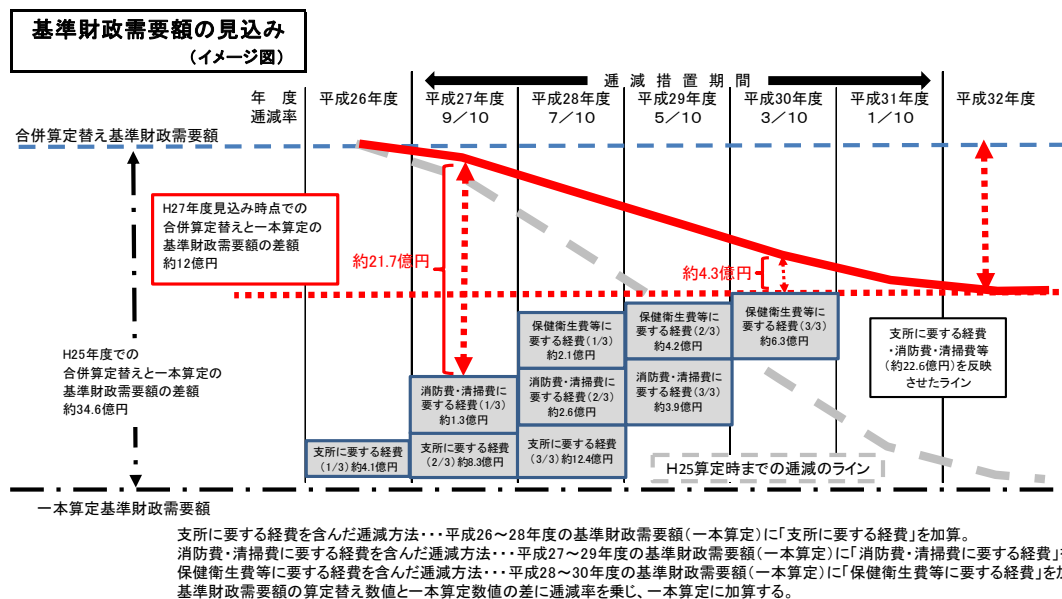 基準財政需要額の見込み
(イメージ図)
逓減措置期間
年　度
逓減率
平成26年度
平成27年度
9／10
平成28年度
7／10
平成29年度
5／10
平成30年度
3／10
平成31年度
1／10
平成32年度
合併算定替え基準財政需要額
H27年度見込み時点での
合併算定替えと一本算定の
基準財政需要額の差額
約12億円
約21.7億円
約4.3億円
H25年度での
合併算定替えと一本算定の
基準財政需要額の差額
約34.6億円
保健衛生費等に
要する経費(1/3)
約2.1億円
保健衛生費等に
要する経費(2/3)
約4.2億円
保健衛生費等に
要する経費(3/3)
約6.3億円
支所に要する経費
・消防費・清掃費等
(約22.6億円)を反映
させたライン
消防費・清掃費に
要する経費(1/3)
約1.3億円
消防費・清掃費に
要する経費(2/3)
約2.6億円
消防費・清掃費に
要する経費(3/3)
約3.9億円
支所に要する経費
(1/3)約4.1億円
支所に要する経費
(2/3)約8.3億円
支所に要する経費
(3/3)約12.4億円
H25算定時までの逓減のライン
一本算定基準財政需要額
支所に要する経費を含んだ逓減方法・・・平成26～28年度の基準財政需要額(一本算定)に「支所に要する経費」を加算。
消防費・清掃費に要する経費を含んだ逓減方法・・・平成27～29年度の基準財政需要額(一本算定)に「消防費・清掃費に要する経費」
保健衛生費等に要する経費を含んだ逓減方法・・・平成28～30年度の基準財政需要額(一本算定)に「保健衛生費等に要する経費」を
基準財政需要額の算定替え数値と一本算定数値の差に逓減率を乗じ、一本算定に加算する。